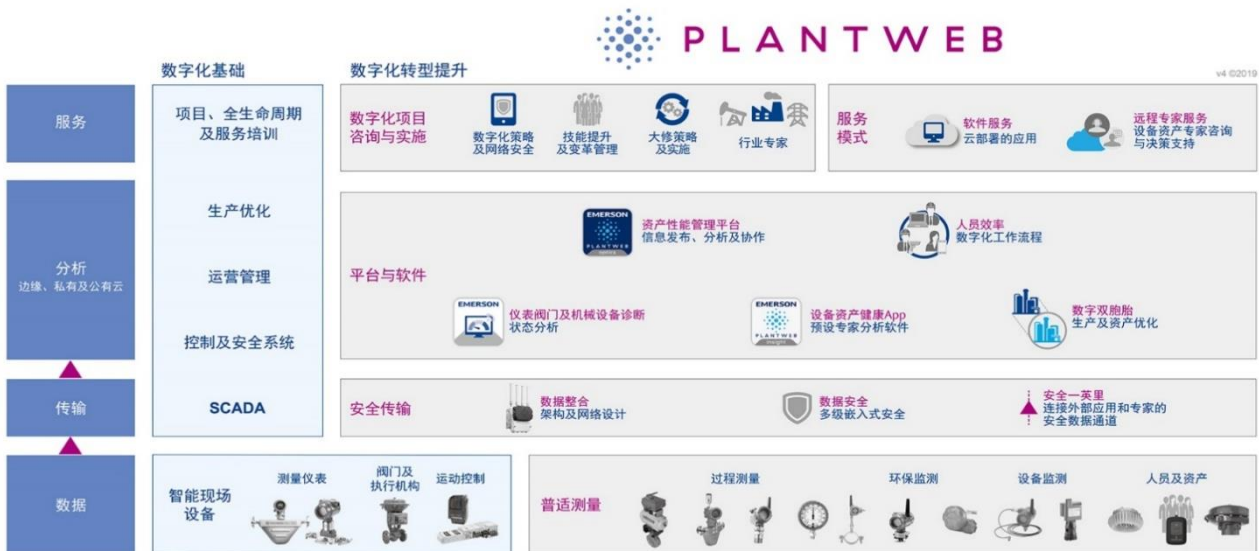 PLANTWEB
数字化基础
数字化转型提升
v4 ©2019
服务
项目、全生命周期
及服务培训
数字化项目
咨询与实施
数字化策略
及网络安全
技能提升
及变革管理
大修策略
及实施
行业专家
服务
模式
软件服务
云部署的应用
远程专家服务
设备资产专家咨询
与决策支持
分析
边缘、私有及公有云
生产优化
运营管理
控制及安全系统
平台与软件
EMERSON
PLANTWEB
optics
资产性能管理平台
信息发布、分析及协作
人员效率
数字化工作流程
EMERSON
仪表阀门及机械设备诊断
状态分析
EMERSON
PLANTWEB
insight
设备资产健康App
预设专家分析软件
数字双胞胎
生产及资产优化
传输
SCADA
安全传输
数据整合
架构及网络设计
数据安全
多级嵌入式安全
安全一英里
连接外部应用和专家的
安全数据通道
数据
智能现场
设备
测量仪表
阀门及
执行机构
运动控制
普适测量
过程测量
环保监测
设备监测
人员及资产